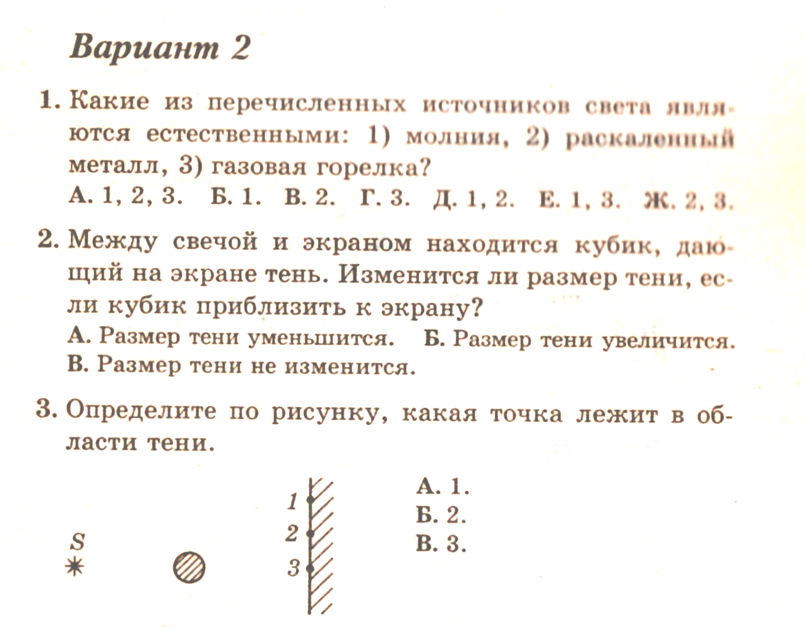 Вариант 2
1. Какие из перечисленных источников света явля-
ются естественными: 1) молния, 2) раскаленный
металл, 3) газовая горелка?
А. 1, 2, 3. Б. 1. В. 2. Г. 3. Д. 1, 2. Е. 1, 3. Ж. 2, 3.
2. Между свечой и экраном находится кубик, даю-
щий на экране тень. Изменится ли размер тени, ес-
ли кубик приблизить к экрану?
А. Размер тени уменьшится. Б. Размер тени увеличится.
В. Размер тени не изменится.
3. Определите по рисунку, какая точка лежит в об-
ласти тени.
S
1
2
3
А. 1.
Б. 2.
В. 3.